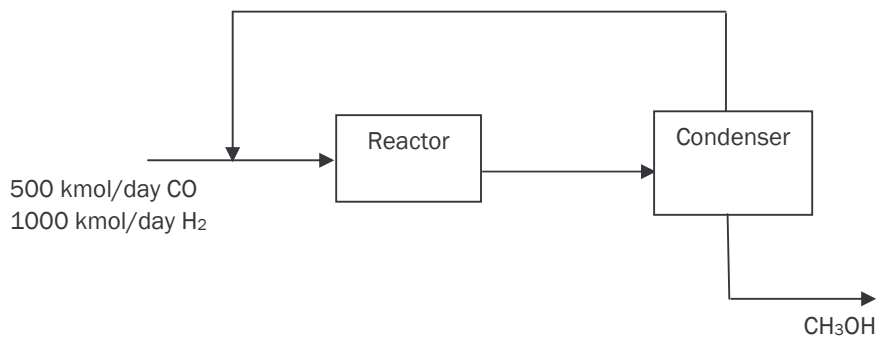 Reactor
Condenser
500 kmol/day CO
1000 kmol/day H₂
CH₃OH